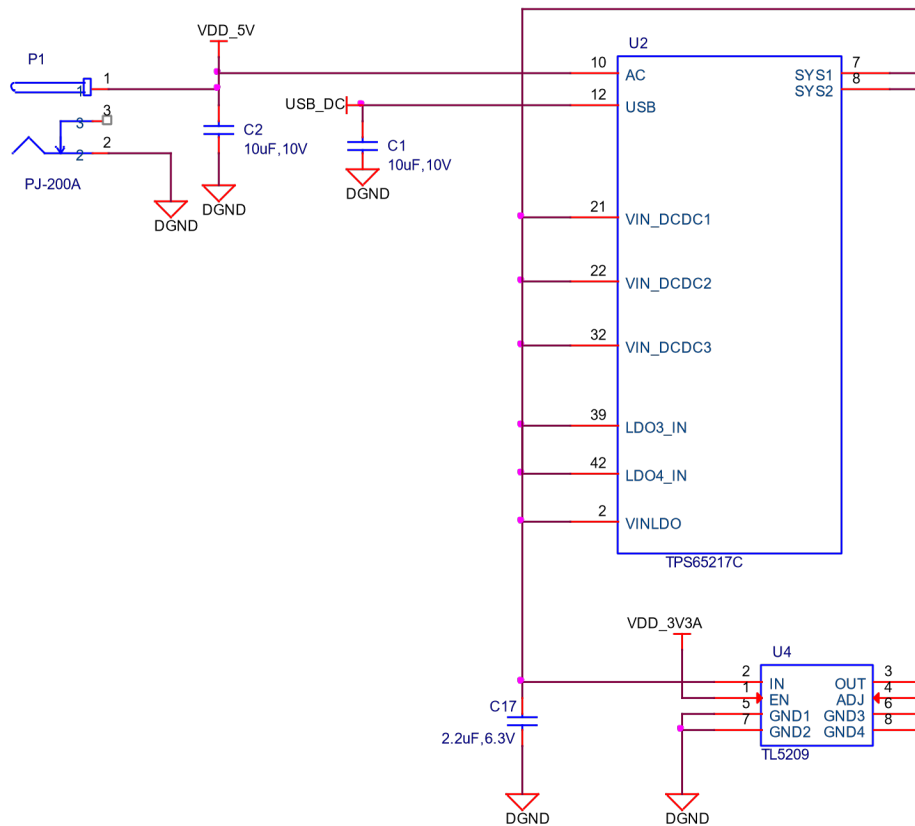 VDD_5V
U2
P1
1
1
10
AC
SYS1
7
SYS2
8
USB_DC
12
USB
3
3
C2
10uF,10V
C1
10uF,10V
2
2
PJ-200A
DGND
DGND
DGND
21
VIN_DCDC1
22
VIN_DCDC2
32
VIN_DCDC3
39
LDO3_IN
42
LDO4_IN
2
VINLDO
TPS65217C
VDD_3V3A
U4
2
IN
OUT
3
1
EN
ADJ
4
5
GND1
GND3
6
7
GND2
GND4
8
TL5209
C17
2.2uF,6.3V
DGND
DGND